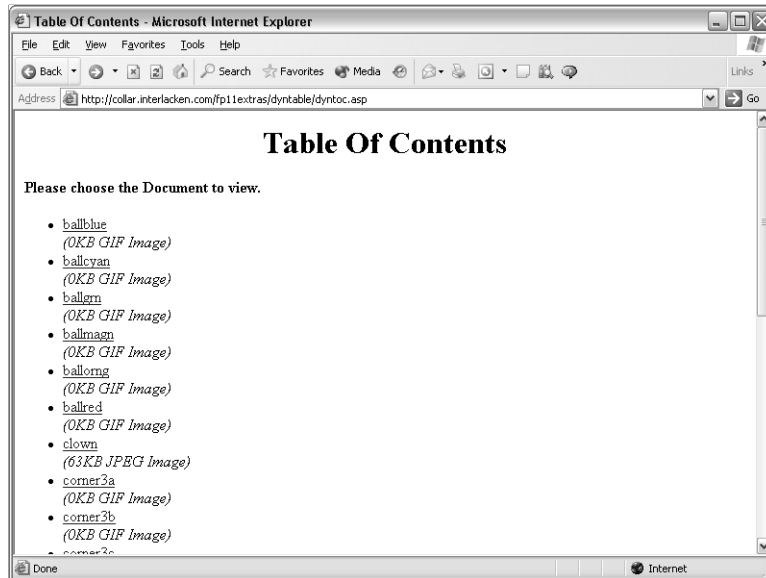 Table Of Contents - Microsoft Internet Explorer
File Edit View Favorites Tools Help
Back Search Favorites Media Links
Address http://collar.interlacken.com/fp11extras/dyntable/dyntoc.asp Go
Table Of Contents
Please choose the Document to view.
• ballblue
(0KB GIF Image)
• ballcyan
(0KB GIF Image)
• ballgrn
(0KB GIF Image)
• ballmagn
(0KB GIF Image)
• ballorng
(0KB GIF Image)
• ballred
(0KB GIF Image)
• clown
(63KB JPEG Image)
• corner3a
(0KB GIF Image)
• corner3b
(0KB GIF Image)
• corner3c
Done Internet